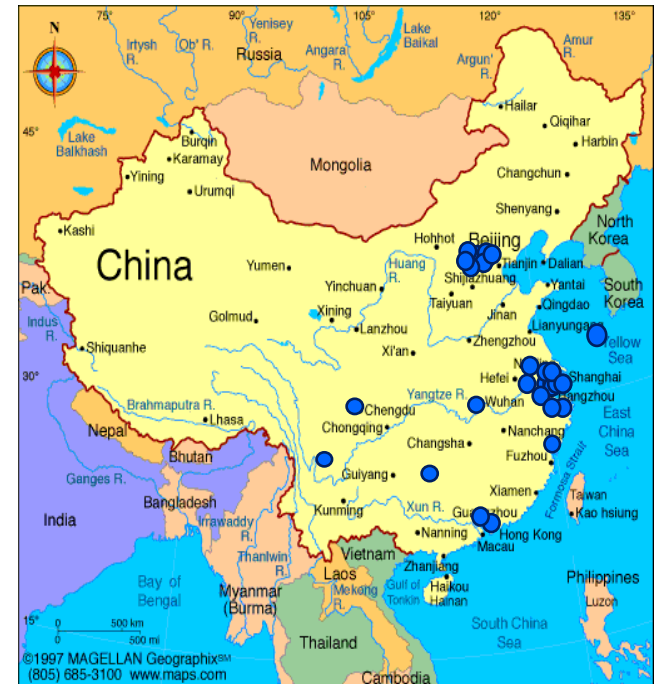 75°
90°
105°
120°
135°
N
Irtysh
R.
Ob' R.
Yenisey
R.
Angara
R.
Lake
Baikal
Russia
Argun'
R.
Amur
R.
Hailar
Qiqihar
Harbin
45°
Lake
Balkhash
Burqin
Karamay
Yining
Urumqi
Mongolia
Changchun
Shenyang
Kashi
Hohhot
Beijing
North
Korea
China
Yumen
Huang
R.
Tianjin
Dalian
Shijiazhuang
Yinchuan
Taiyuan
Yantai
South
Korea
Pak.
Indus
R.
Golmud
Xining
Lanzhou
Jinan
Qingdao
Lianyungang
Zhengzhou
Yellow
Sea
Shiquanhe
Xi'an
30°
Hefei
Shanghai
Yangtze R.
Wuhan
Hangzhou
Brahmaputra R.
Lhasa
Chengdu
Chongqing
East
China
Sea
Nepal
Bhutan
Changsha
Nanchang
Fuzhou
Ganges R.
Guiyang
Formosa Strait
Bangladesh
Kunming
Xun R.
Xiamen
Taiwan
Kao hsiung
India
Irrawaddy
R.
Guangzhou
Hong Kong
Nanning
Macau
Thanlwin
R.
Vietnam
Zhanjiang
Laos
Myanmar
(Burma)
Mekong
R.
Gulf of
Tonkin
Haikou
Hainan
Philippines
Luzon
Bay of
Bengal
15°
0
500 km
0
500 mi
Thailand
South China
Sea
Cambodia
©1997 MAGELLAN Geographix℠
(805) 685-3100 www.maps.com